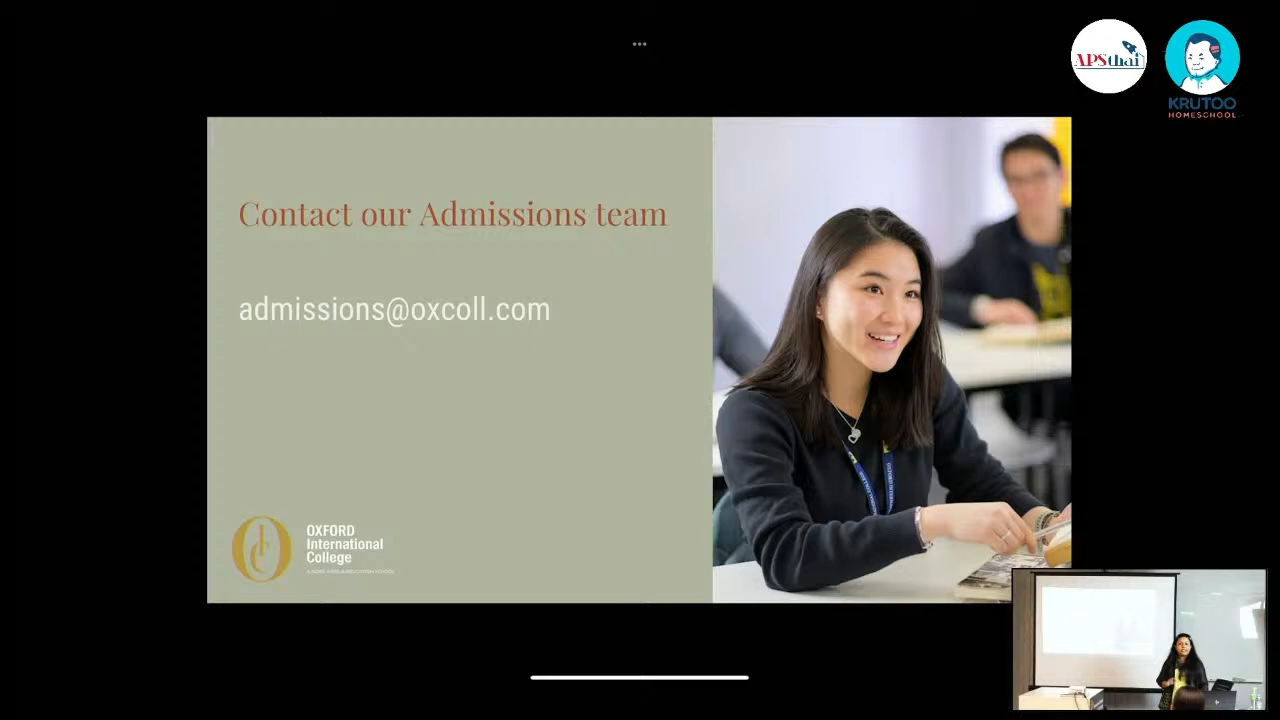 APSthai
KRUTOO
HOMESCHOOL
Contact our Admissions team
admissions@oxcoll.com
OXFORD
International
College